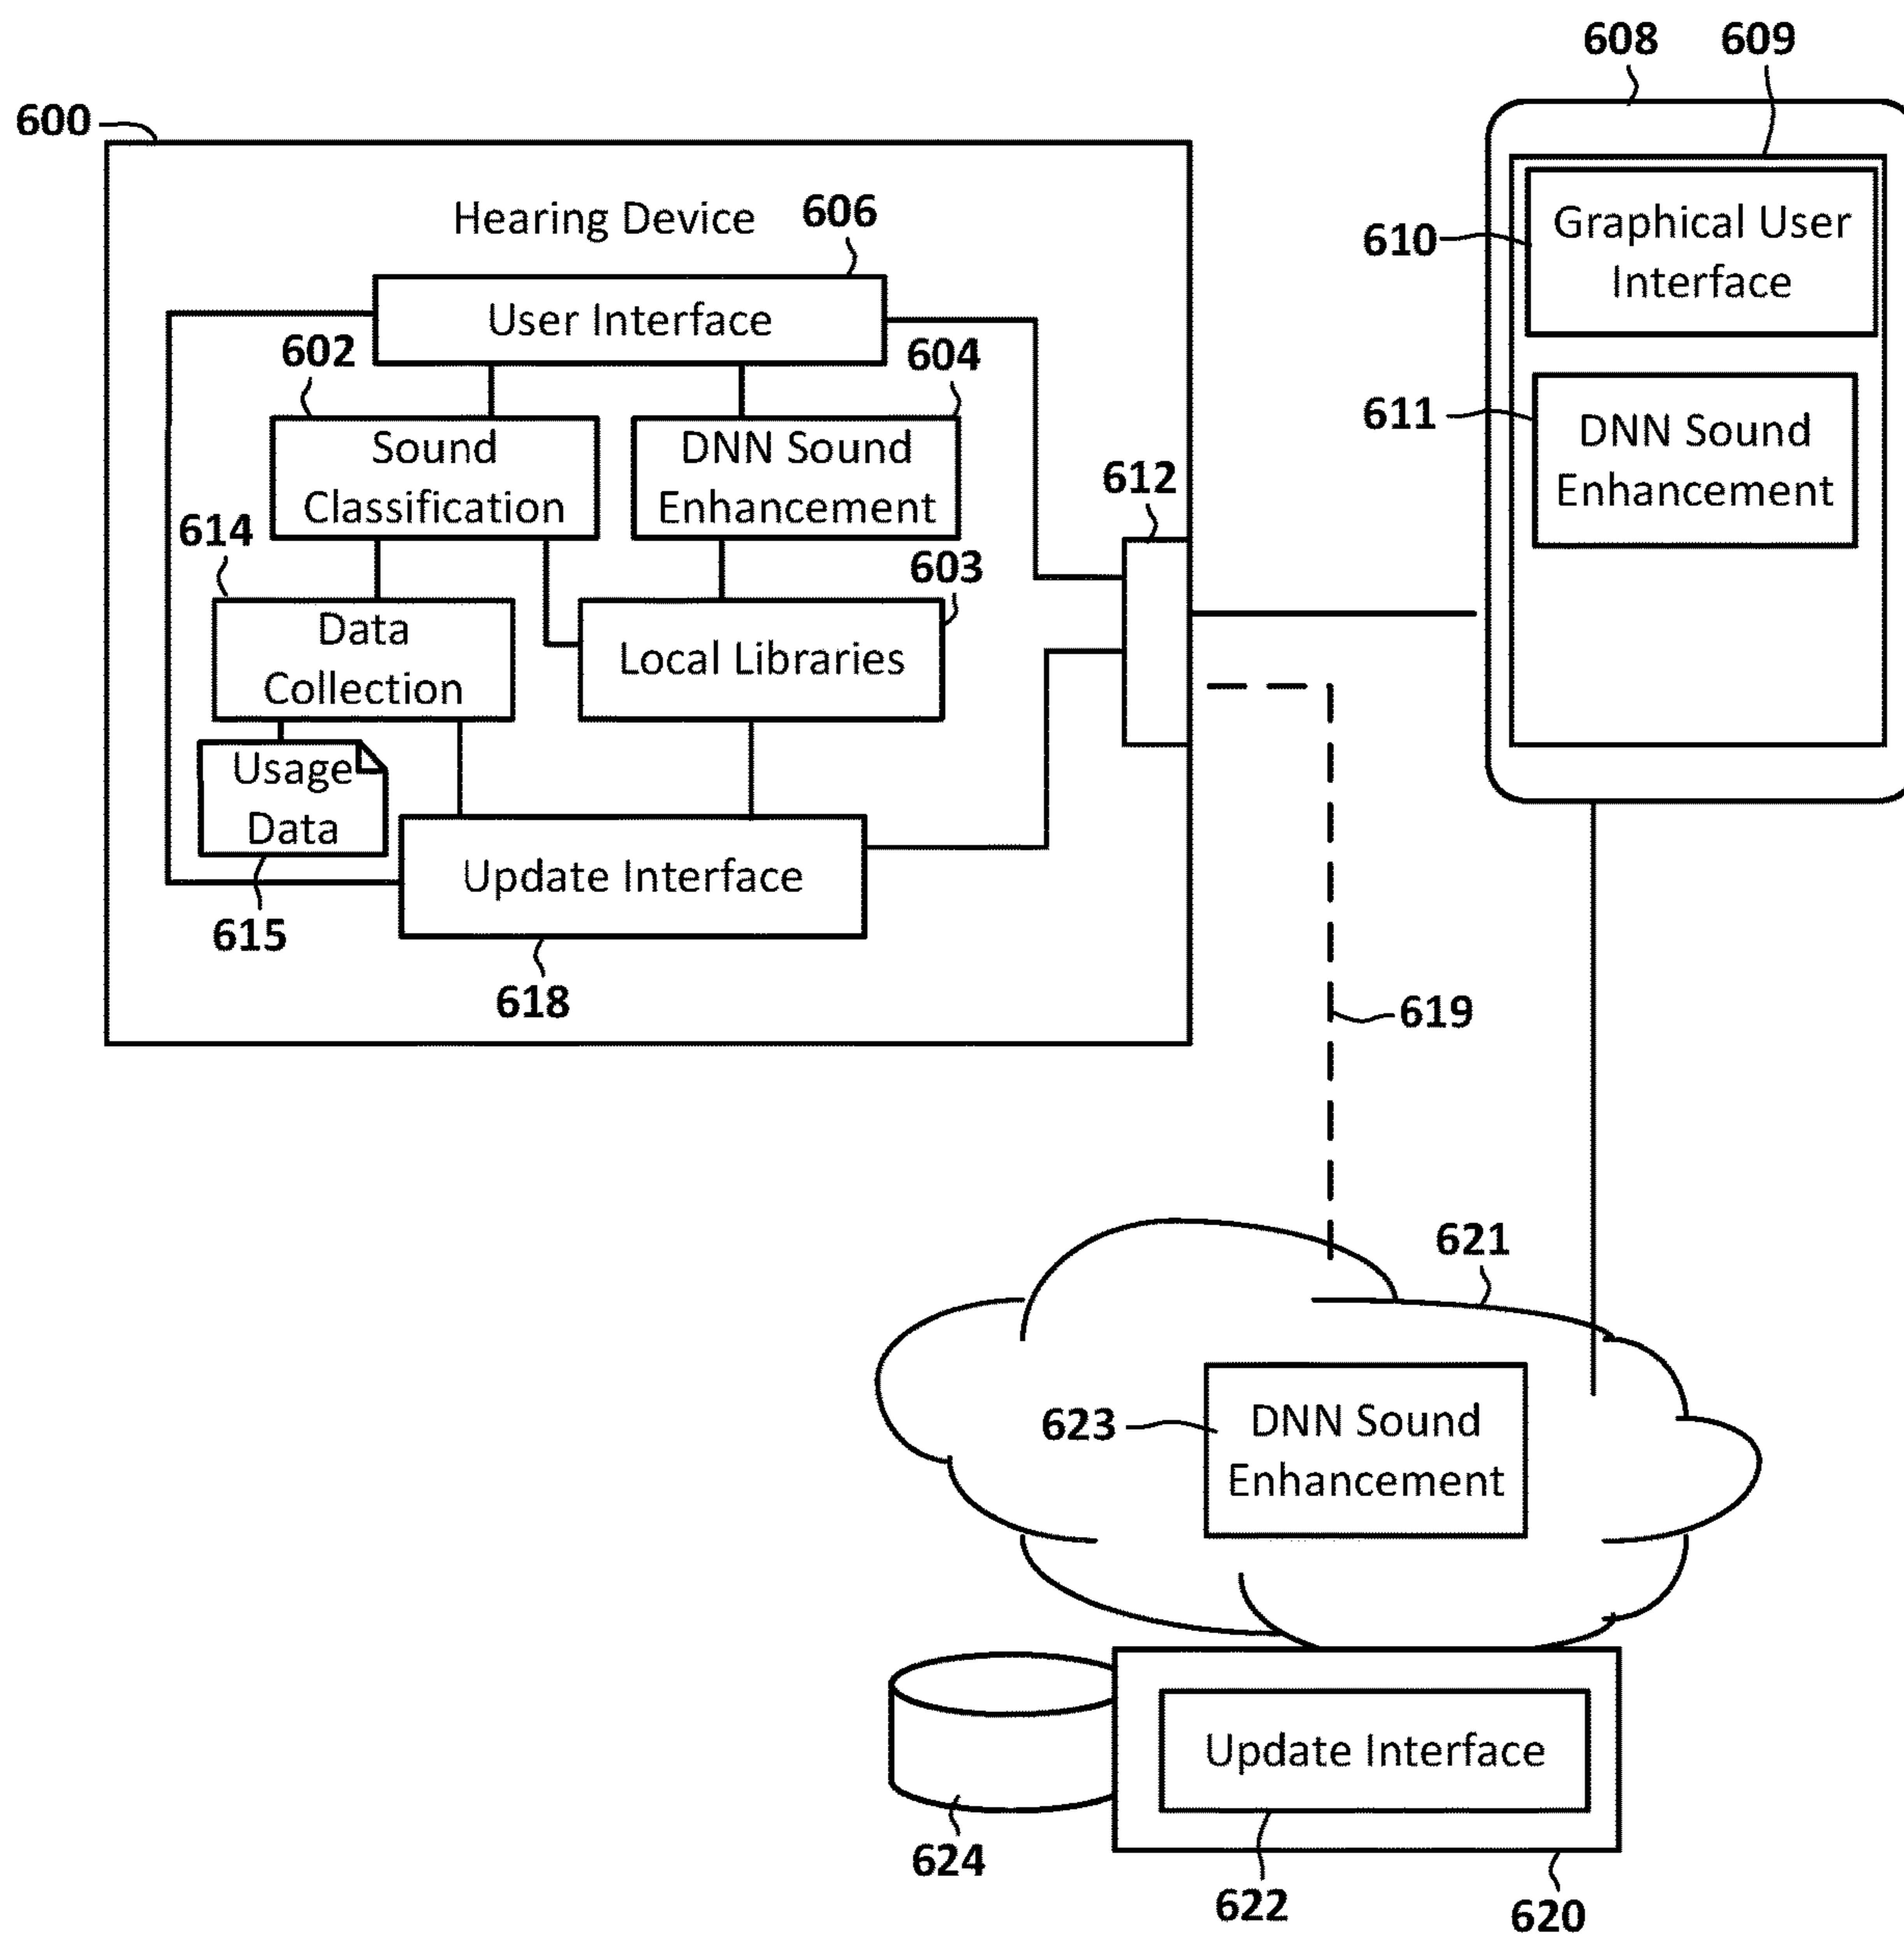 608 609
600
Hearing Device 606
610 Graphical User
Interface
User Interface
602 604
611 DNN Sound
Enhancement
Sound
Classification
DNN Sound
Enhancement
612
614
603
Data
Collection
Local Libraries
Usage
Data
Update Interface
615
618
619
621
623 DNN Sound
Enhancement
Update Interface
624
622
620